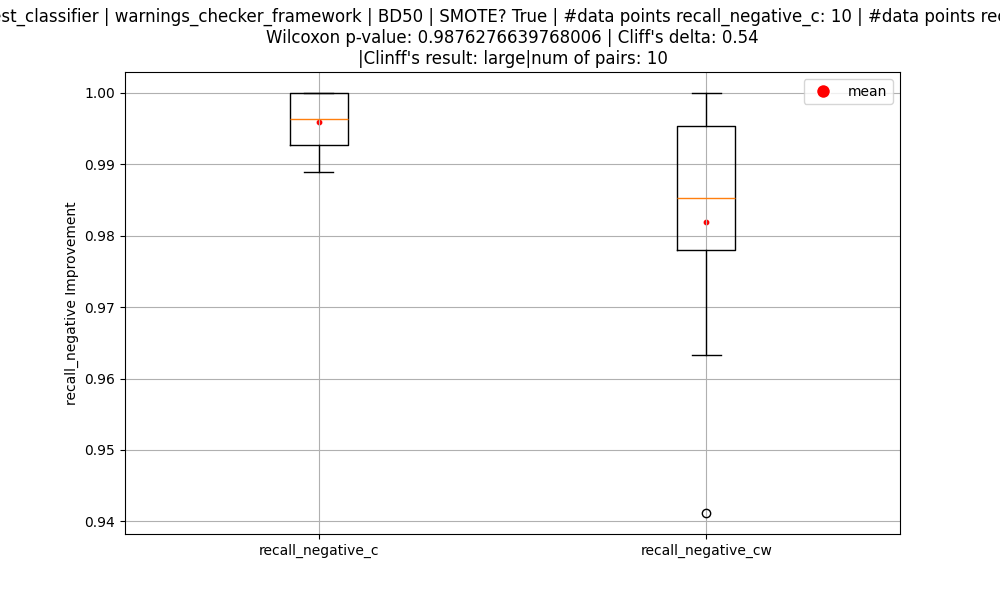 est_classifier | warnings_checker_framework | BD50 | SMOTE? True | #data points recall_negative_c: 10 | #data points rec
Wilcoxon p-value: 0.9876276639768006 | Cliff's delta: 0.54
|Clinff's result: large|num of pairs: 10
mean
1.00
0.99
0.98
0.97
0.96
0.95
0.94
recall_negative Improvement
recall_negative_c
recall_negative_cw